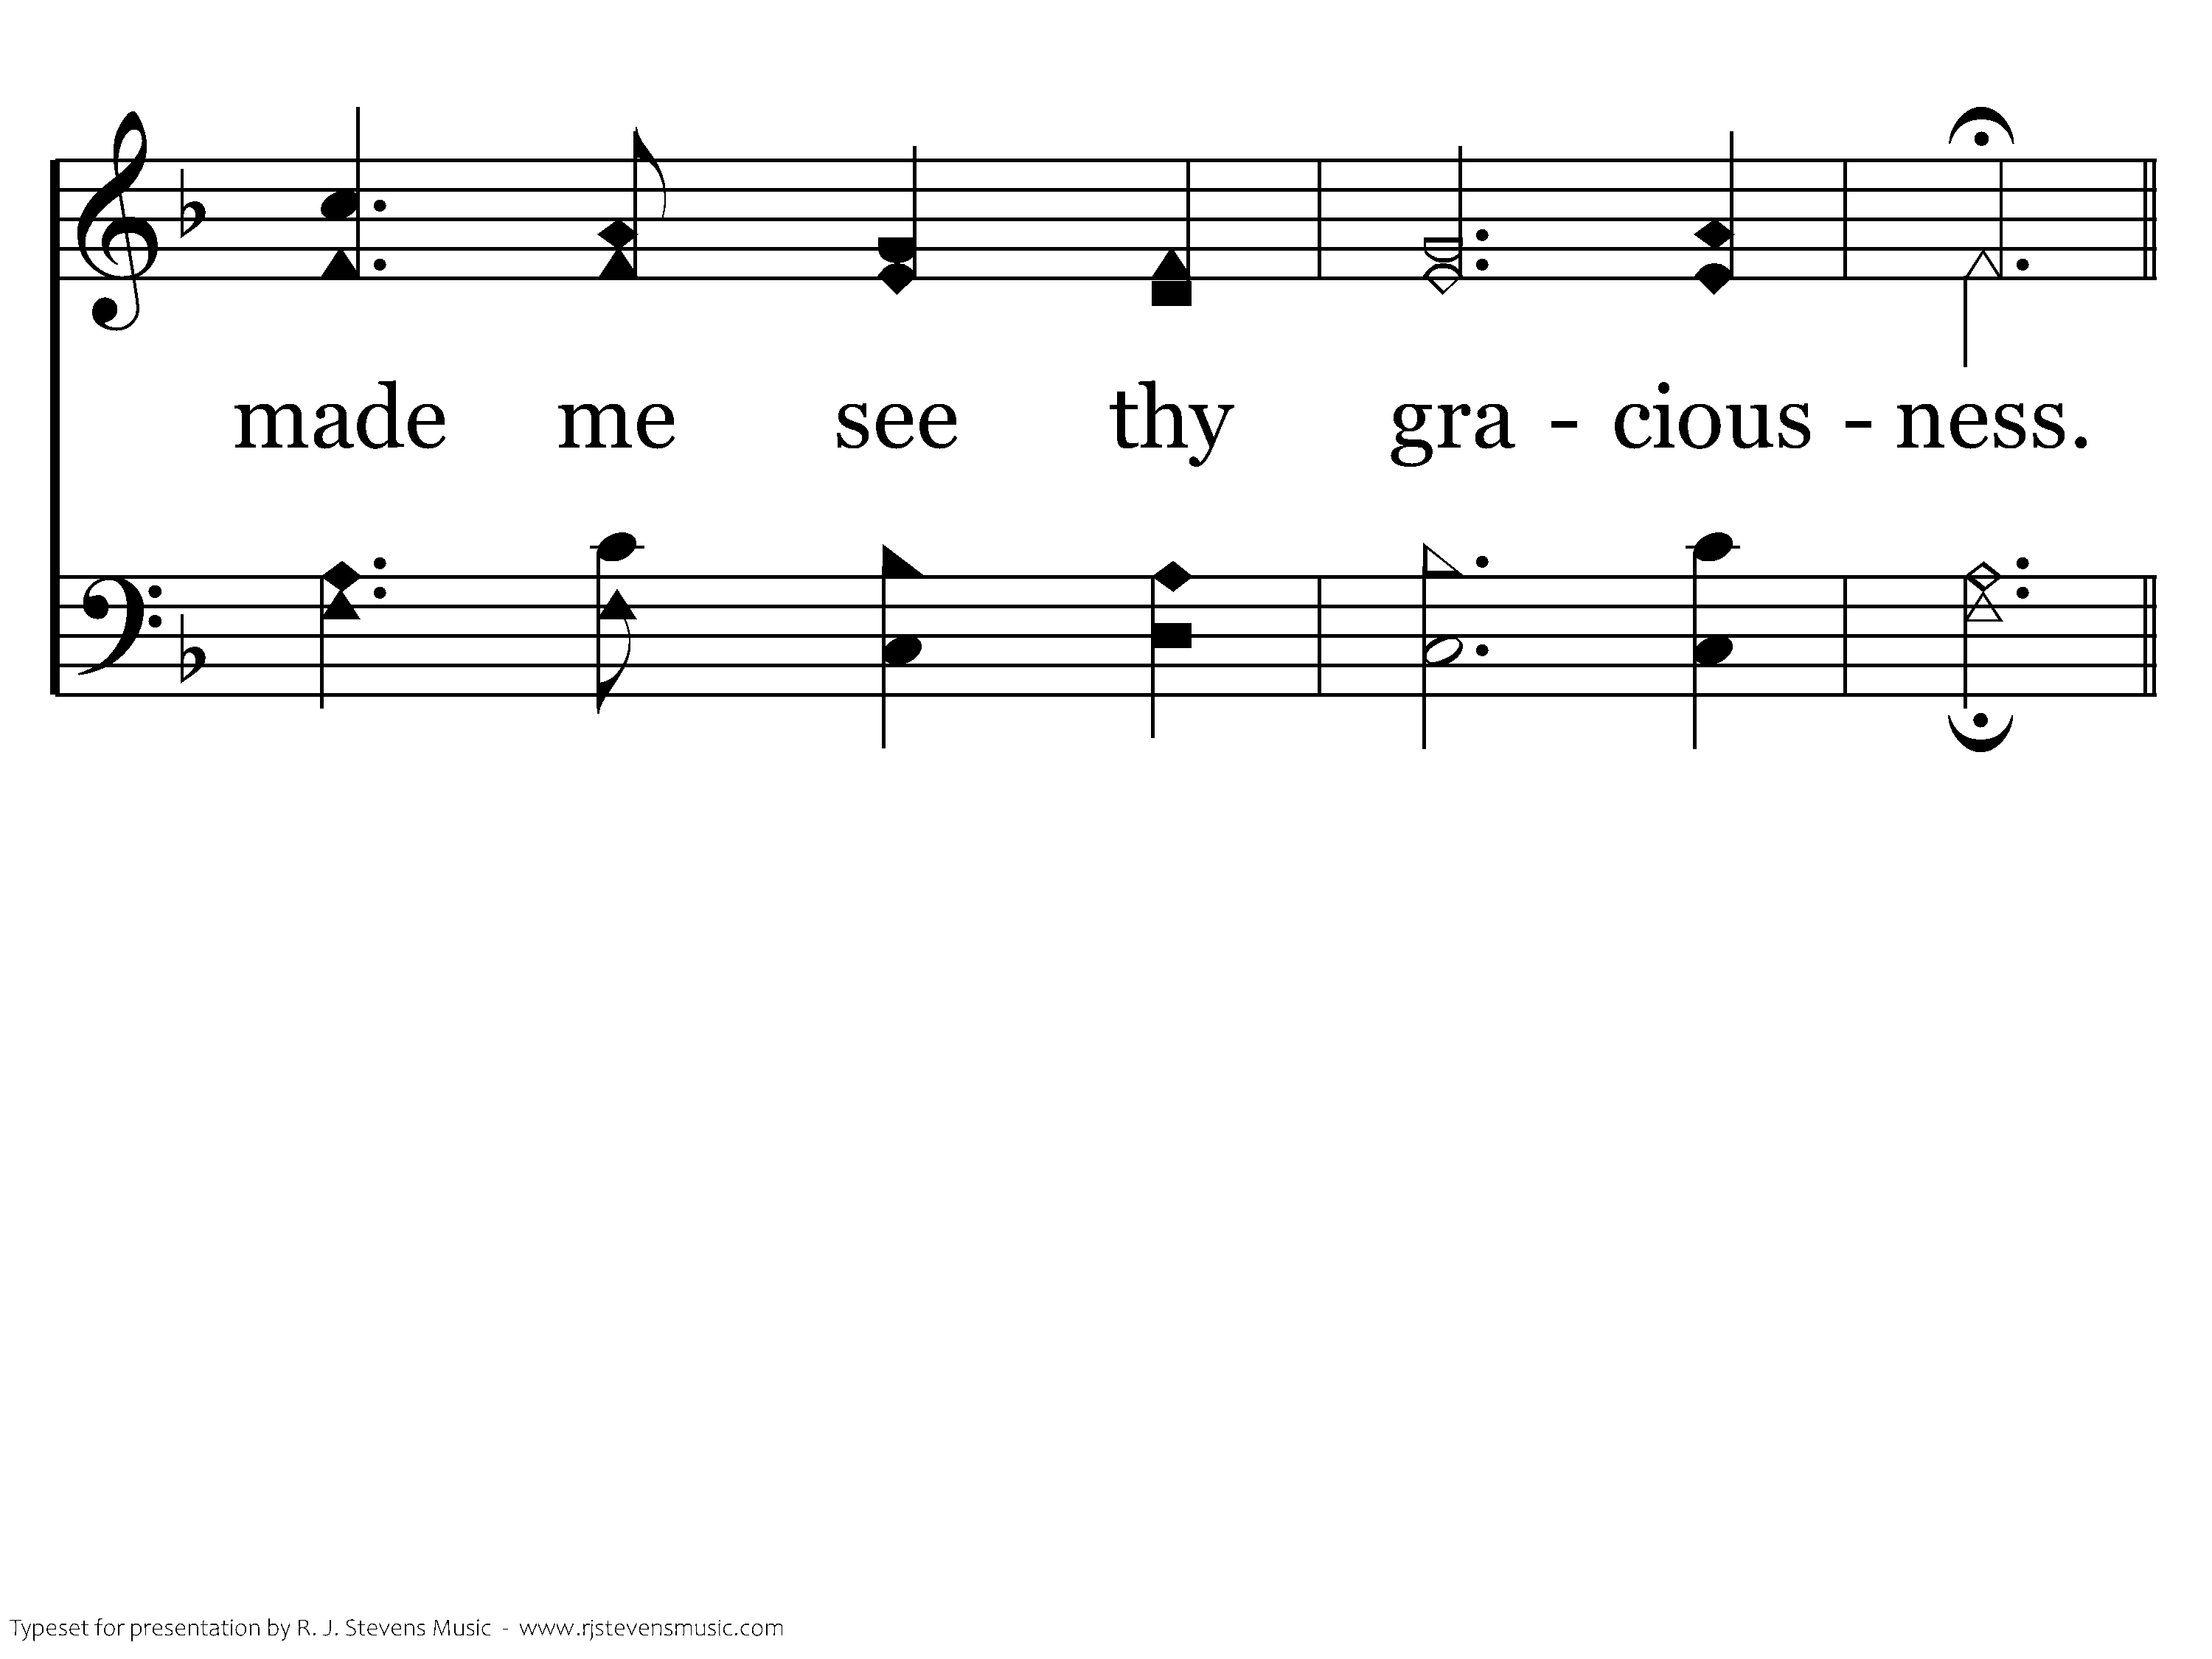 made me see thy gra - cious - ness.
Typeset for presentation by R. J. Stevens Music - www.rjstevensmusic.com